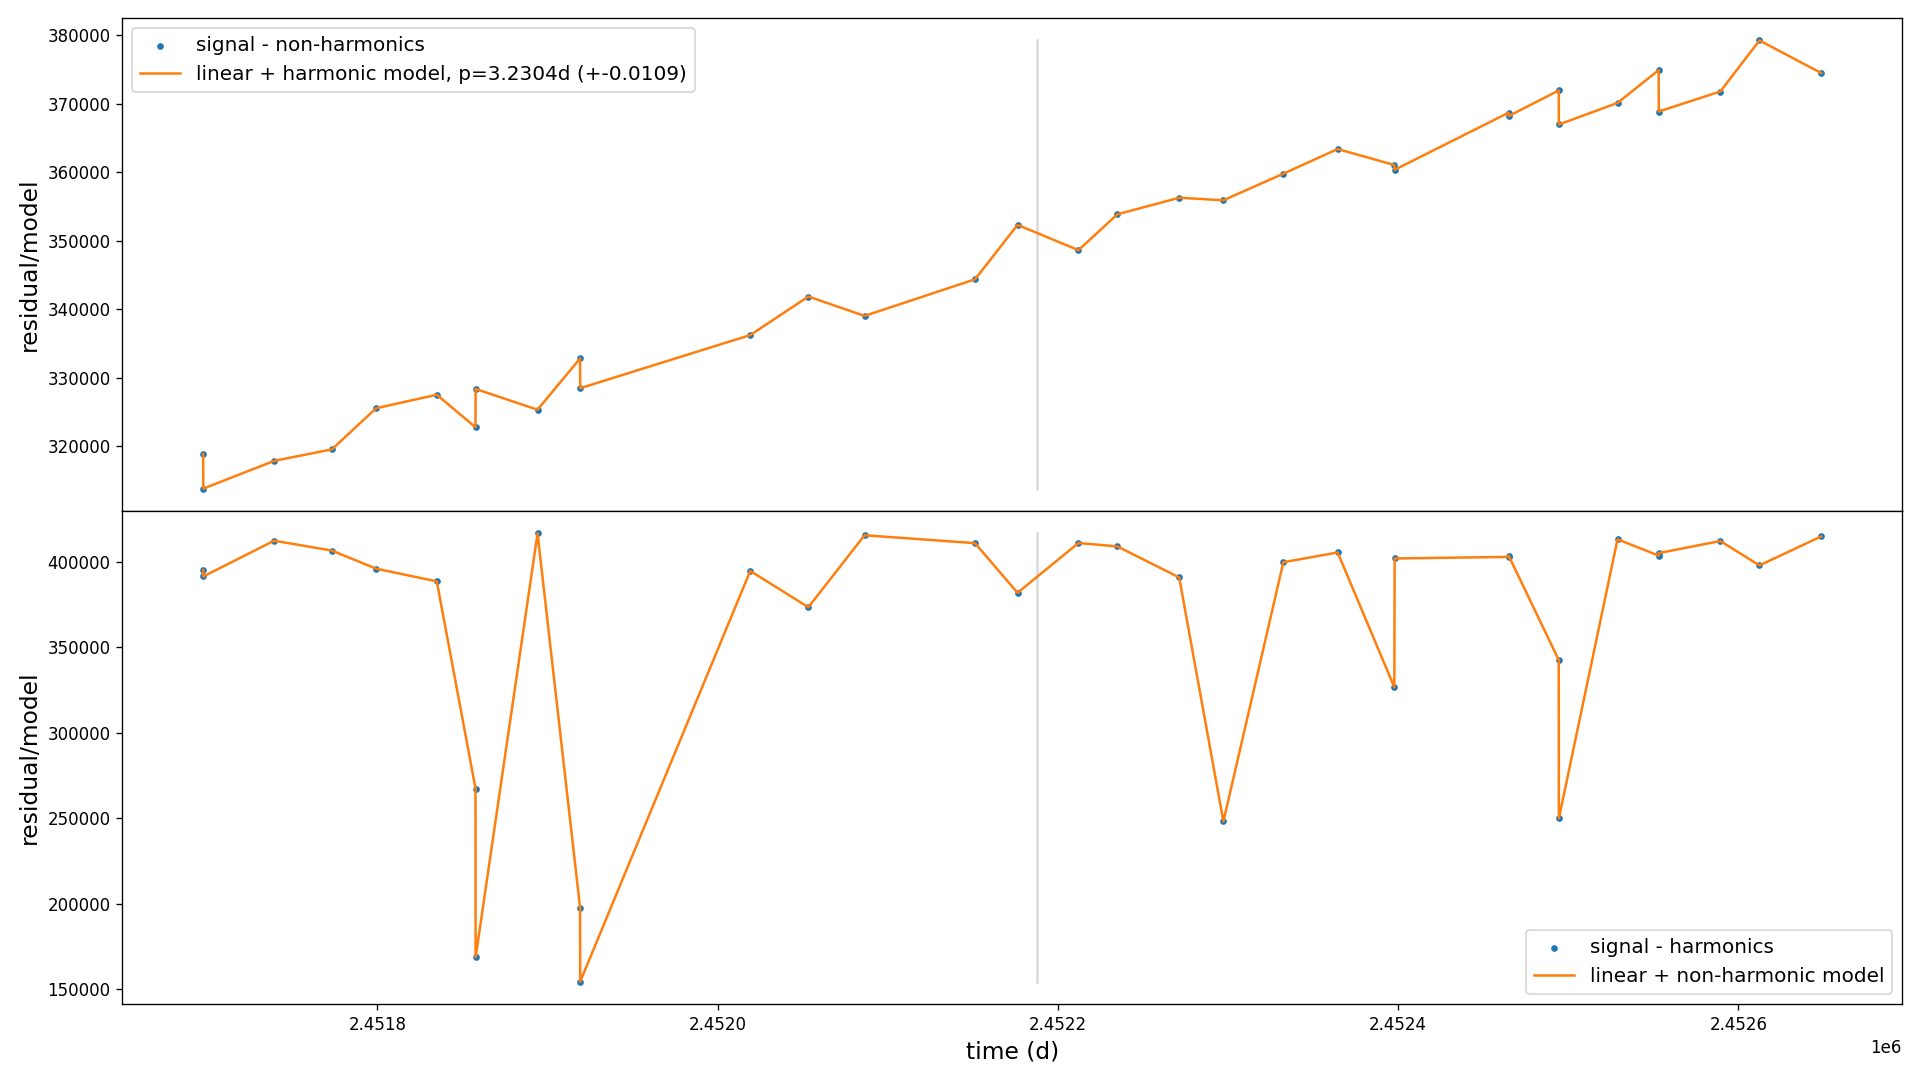 380000
370000
360000
350000
340000
330000
320000
residual/model
signal - non-harmonics
linear + harmonic model, p=3.2304d (+-0.0109)
400000
350000
300000
250000
200000
150000
residual/model
signal - harmonics
linear + non-harmonic model
2.4518
2.4520
2.4522
2.4524
2.4526
1e6
time (d)